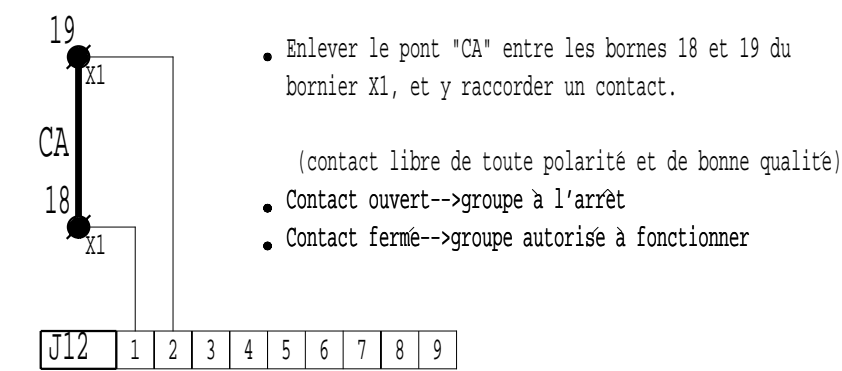 19
X1
CA
18
X1
Enlever le pont "CA" entre les bornes 18 et 19 du
bornier X1, et y raccorder un contact.
(contact libre de toute polarité et de bonne qualité)
Contact ouvert-->groupe à l'arrêt
Contact fermé-->groupe autorisé à fonctionner
J12 1 2 3 4 5 6 7 8 9